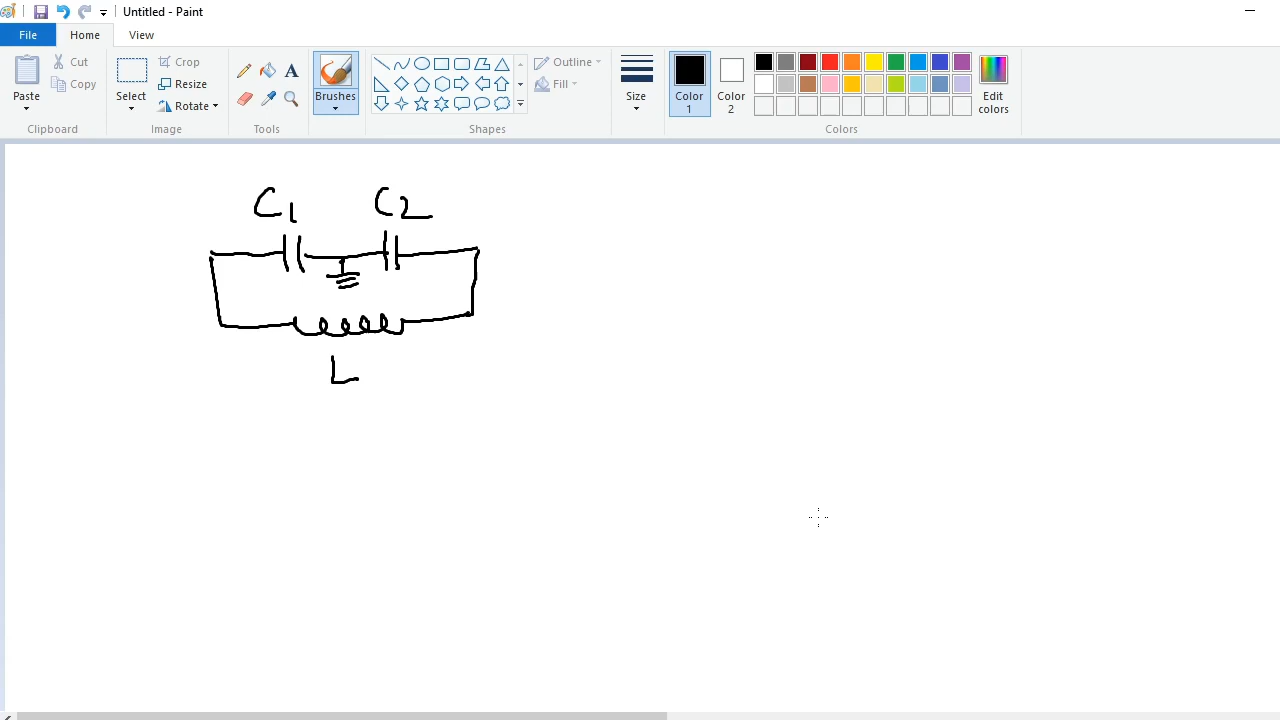 Untitled - Paint
File Home View
Paste Cut Copy Select Crop Resize Rotate A Brushes Outline Fill Size Color 1 Color 2 Edit colors
Clipboard Image Tools Shapes Colors
C1 C2
L